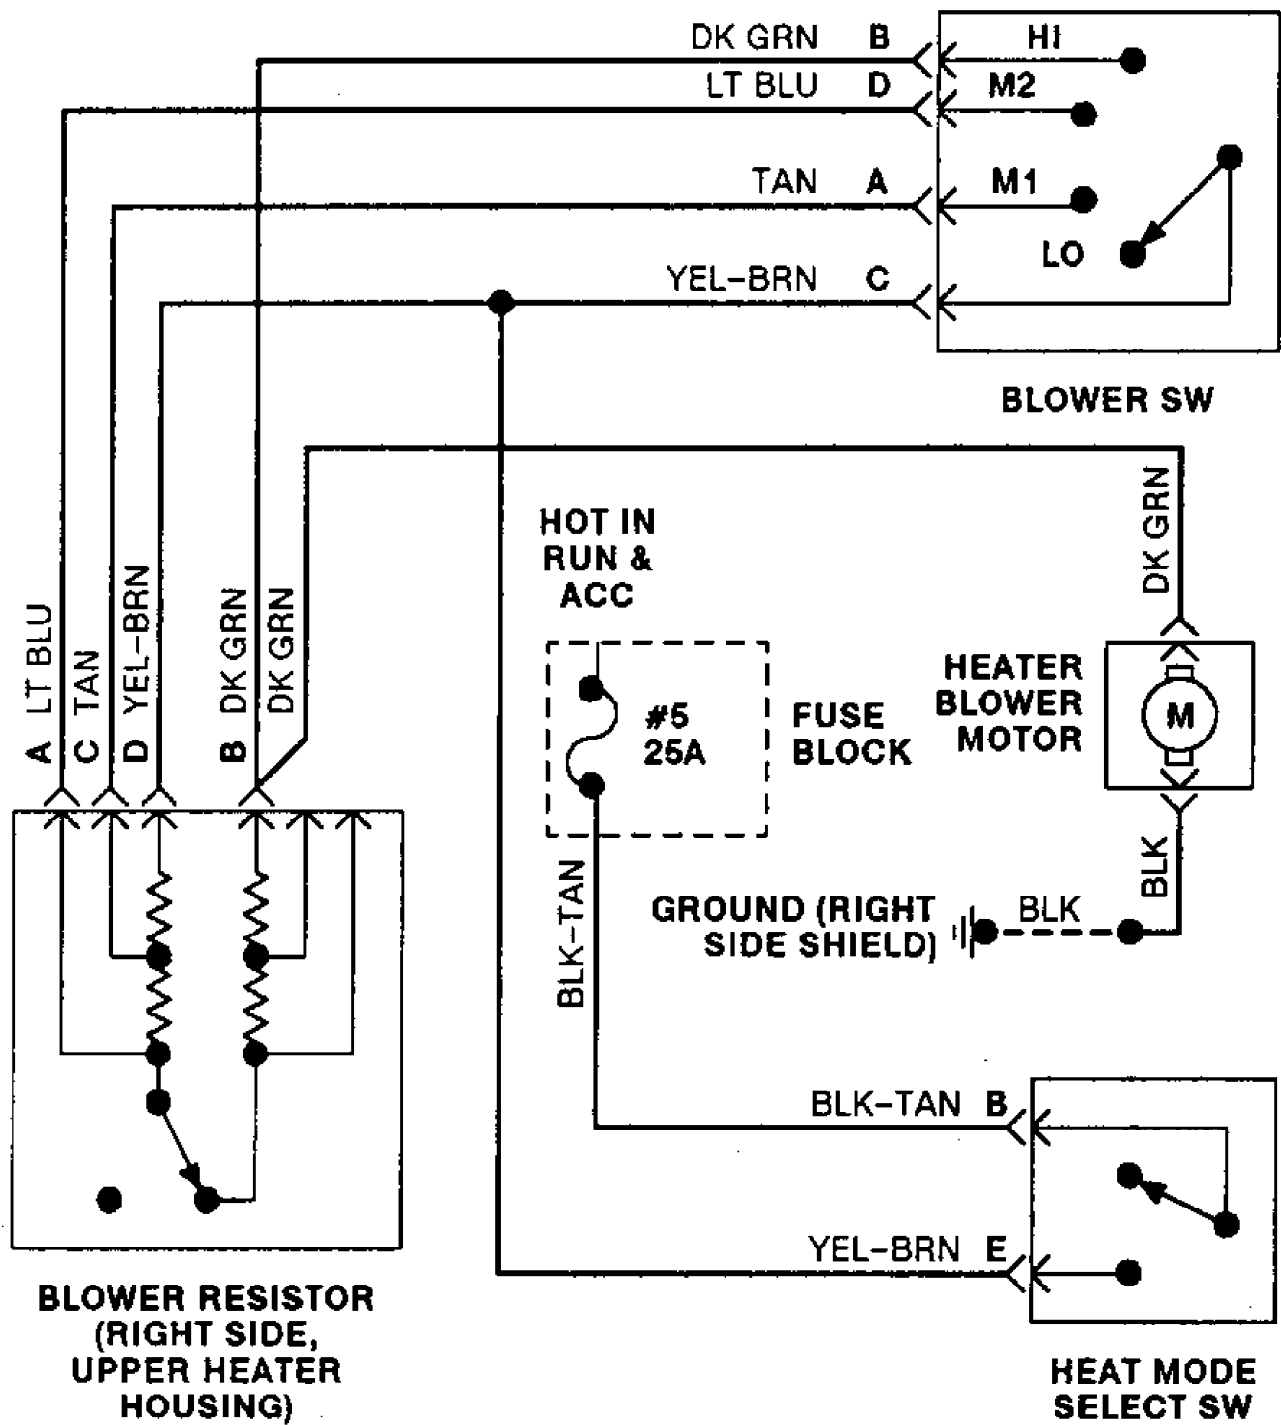 DK GRN B HI
LT BLU D M2
TAN A M1
LO
YEL-BRN C
BLOWER SW
DK GRN
HOT IN
RUN &
ACC
A LT BLU
C TAN
D YEL-BRN
B DK GRN
DK GRN
#5
25A
FUSE
BLOCK
HEATER
BLOWER
MOTOR
M
BLK-TAN
BLK
GROUND (RIGHT
SIDE SHIELD)
BLK
BLK-TAN B
YEL-BRN E
BLOWER RESISTOR
(RIGHT SIDE,
UPPER HEATER
HOUSING)
HEAT MODE
SELECT SW